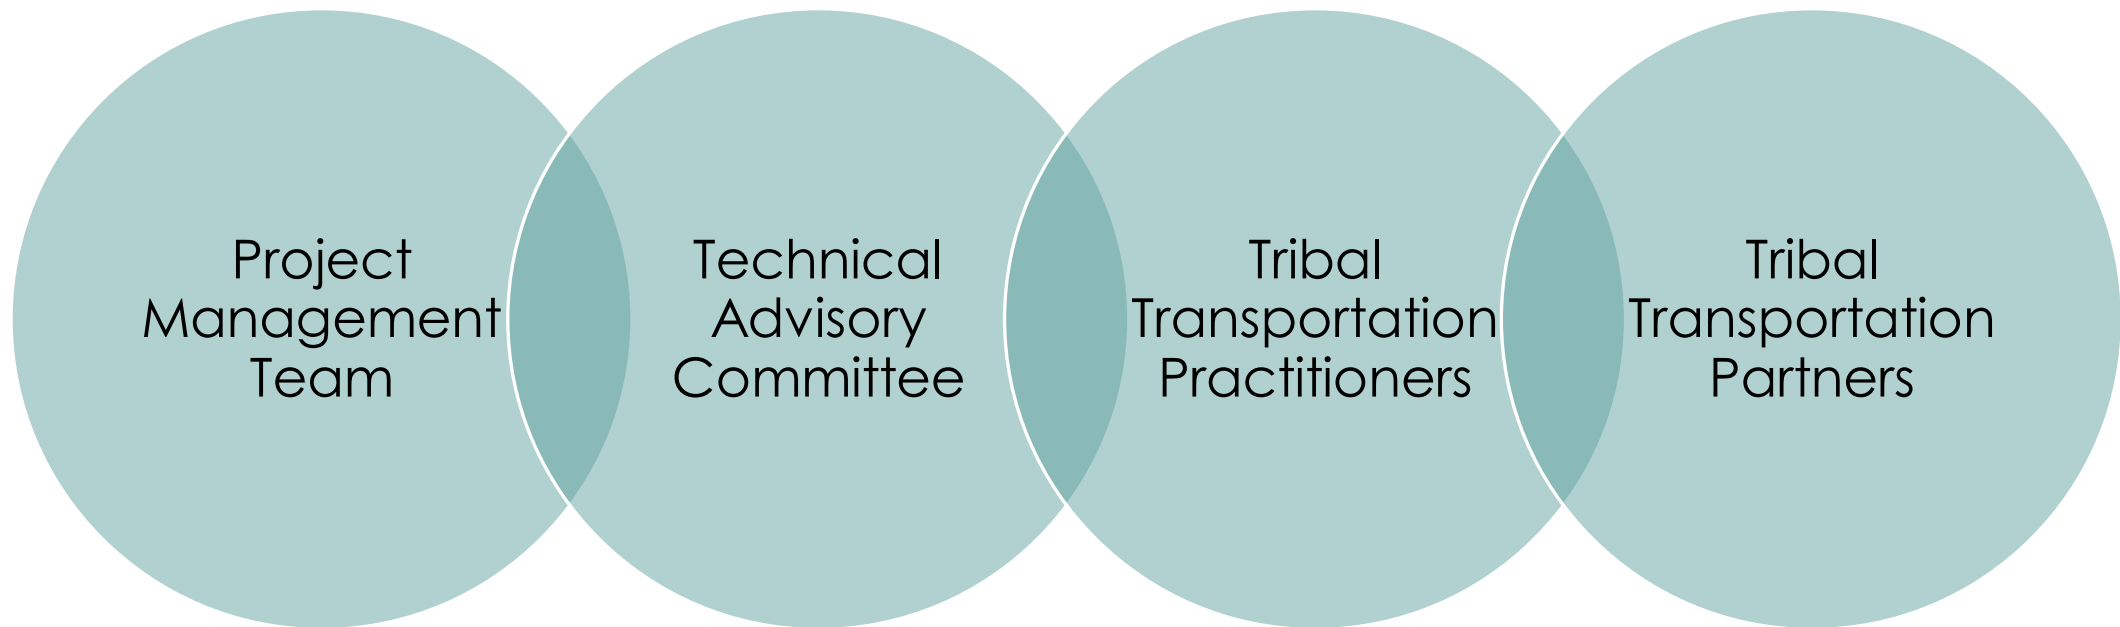 Project
Management
Team
Technical
Advisory
Committee
Tribal
Transportation
Practitioners
Tribal
Transportation
Partners